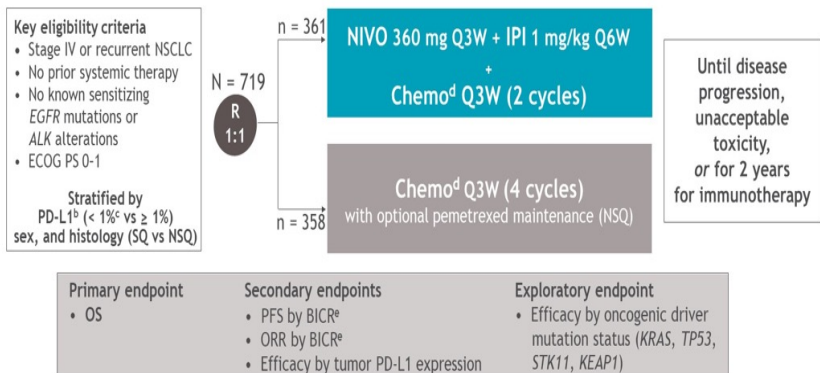 Key eligibility criteria
• Stage IV or recurrent NSCLC
• No prior systemic therapy
• No known sensitizing
EGFR mutations or
ALK alterations
• ECOG PS 0-1
Stratified by
PD-L1ᵇ (< 1%ᶜ vs ≥ 1%)
sex, and histology (SQ vs NSQ)
N = 719
R
1:1
n = 361
n = 358
NIVO 360 mg Q3W + IPI 1 mg/kg Q6W
+
Chemoᵈ Q3W (2 cycles)
Chemoᵈ Q3W (4 cycles)
with optional pemetrexed maintenance (NSQ)
Until disease
progression,
unacceptable
toxicity,
or for 2 years
for immunotherapy
Primary endpoint
• OS
Secondary endpoints
• PFS by BICRᵉ
• ORR by BICRᵉ
• Efficacy by tumor PD-L1 expression
Exploratory endpoint
• Efficacy by oncogenic driver
mutation status (KRAS, TP53,
STK11, KEAP1)